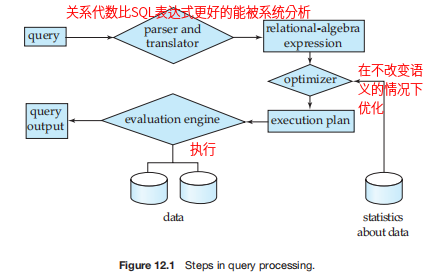 关系代数比SQL表达式更好的能被系统分析
query
parser and
translator
relational-algebra
expression
optimizer
在不改变语
义的情况下
优化
query
output
evaluation engine
execution plan
执行
data
statistics
about data
Figure 12.1 Steps in query processing.